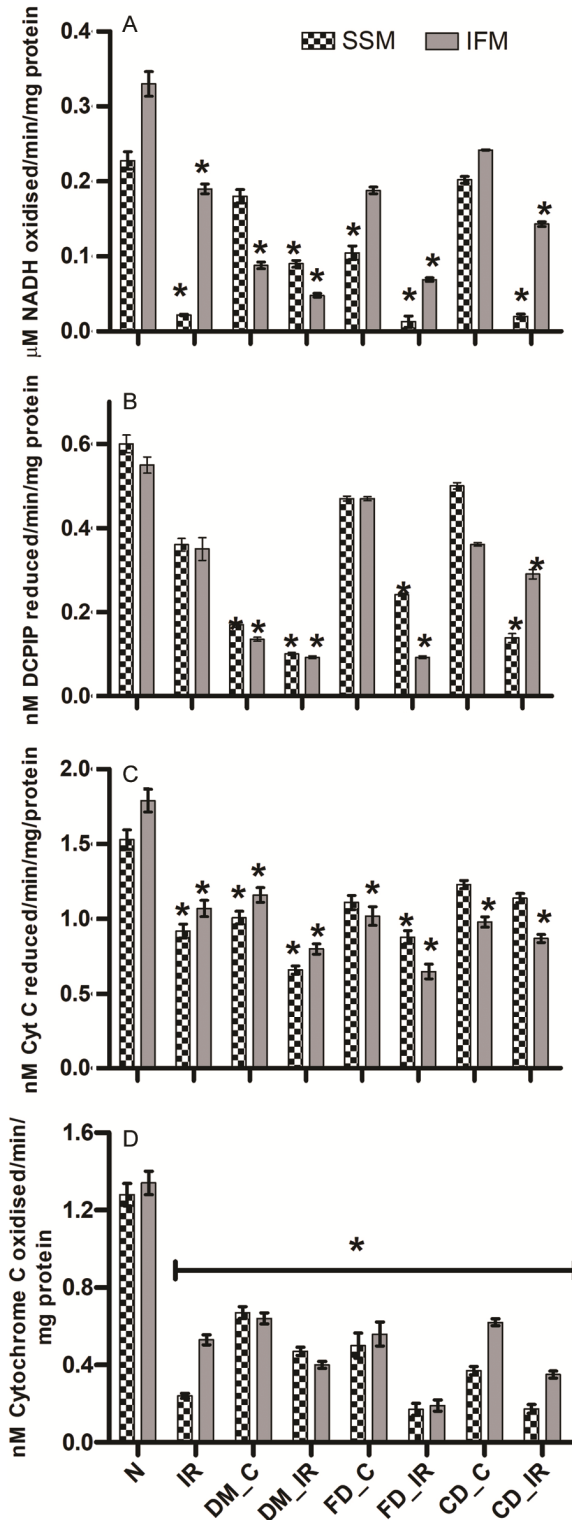 A
SSM IFM
μM NADH oxidised/min/mg protein
0.4
0.3
0.2
0.1
0.0
* * * * * * * * * *
B
nM DCPIP reduced/min/mg protein
0.6
0.4
0.2
0.0
* * * * * * * *
C
nM Cyt C reduced/min/mg/protein
2.0
1.5
1.0
0.5
0.0
* * * * * * * * * * *
D
nM Cytochrome C oxidised/min/
mg protein
1.6
1.2
0.8
0.4
0.0
*
N IR DM_C DM_IR FD_C FD_IR CD_C CD_IR